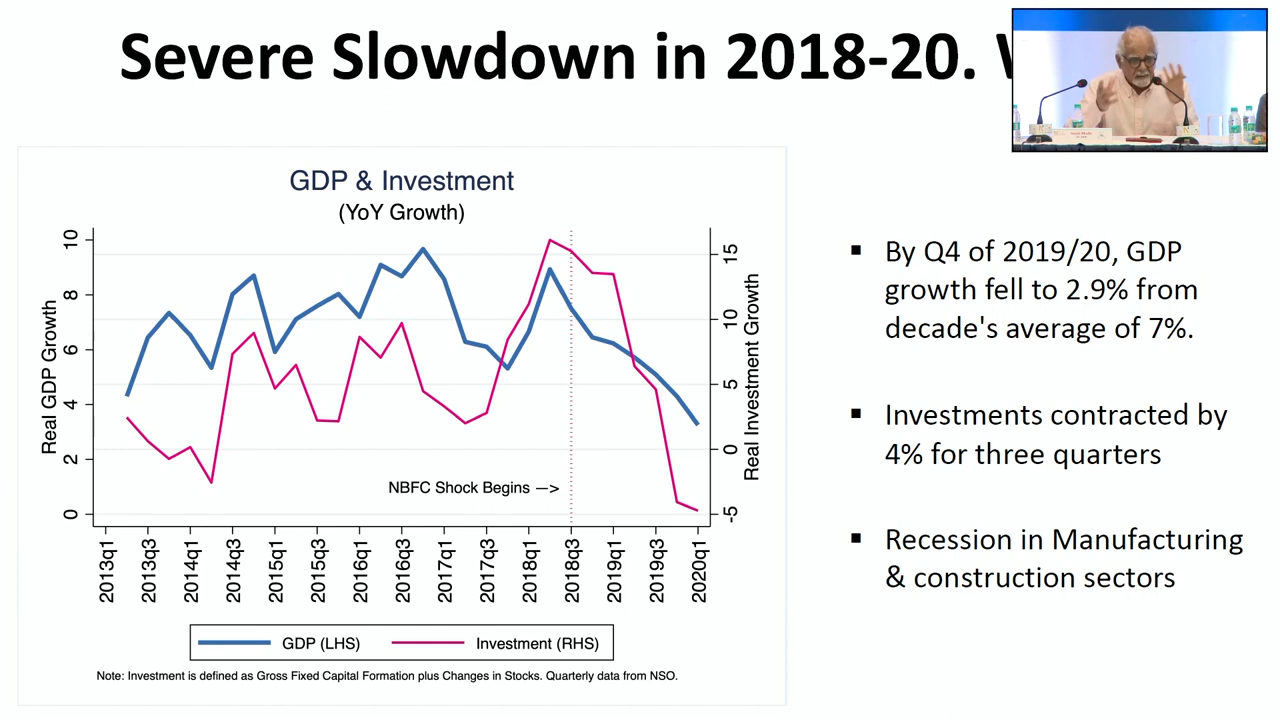 Severe Slowdown in 2018-20.
GDP & Investment
(YoY Growth)
Real GDP Growth
10
8
6
4
2
0
Real Investment Growth
15
10
5
0
-5
NBFC Shock Begins —>
2013q1
2013q3
2014q1
2014q3
2015q1
2015q3
2016q1
2016q3
2017q1
2017q3
2018q1
2018q3
2019q1
2019q3
2020q1
GDP (LHS)
Investment (RHS)
Note: Investment is defined as Gross Fixed Capital Formation plus Changes in Stocks. Quarterly data from NSO.
▪ By Q4 of 2019/20, GDP
growth fell to 2.9% from
decade's average of 7%.
▪ Investments contracted by
4% for three quarters
▪ Recession in Manufacturing
& construction sectors